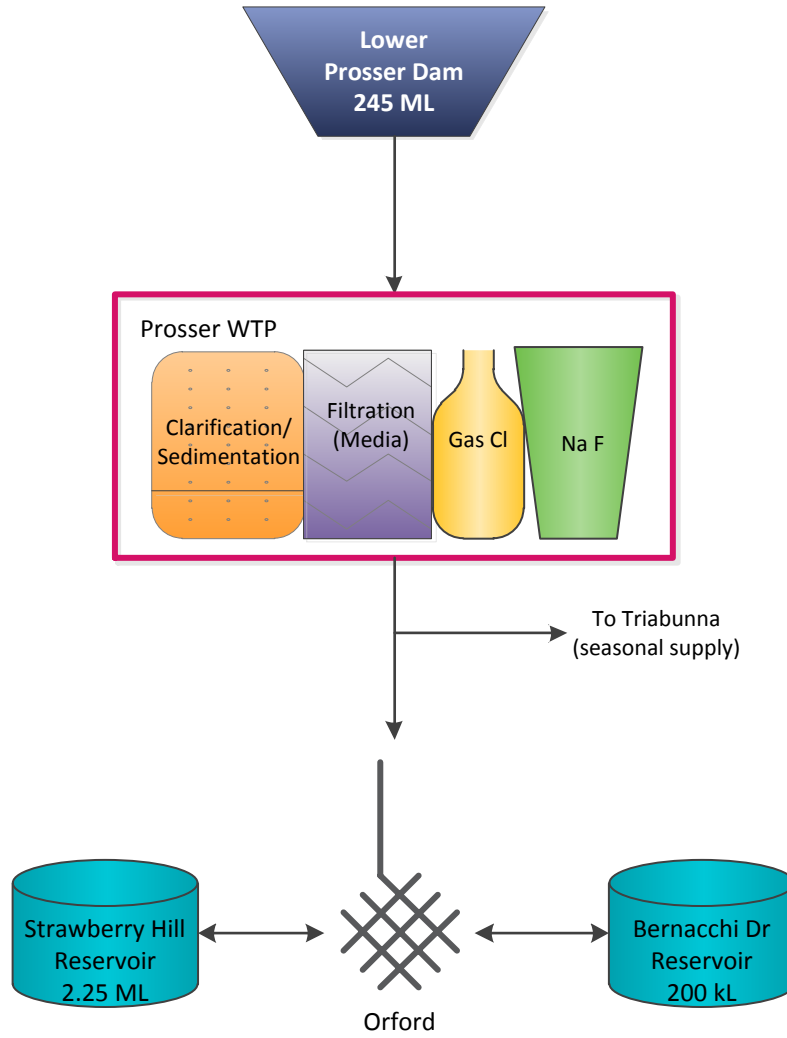 Lower
Prosser Dam
245 ML
Prosser WTP
Clarification/
Sedimentation
Filtration
(Media)
Gas Cl
Na F
To Triabunna
(seasonal supply)
Strawberry Hill
Reservoir
2.25 ML
Bernacchi Dr
Reservoir
200 kL
Orford